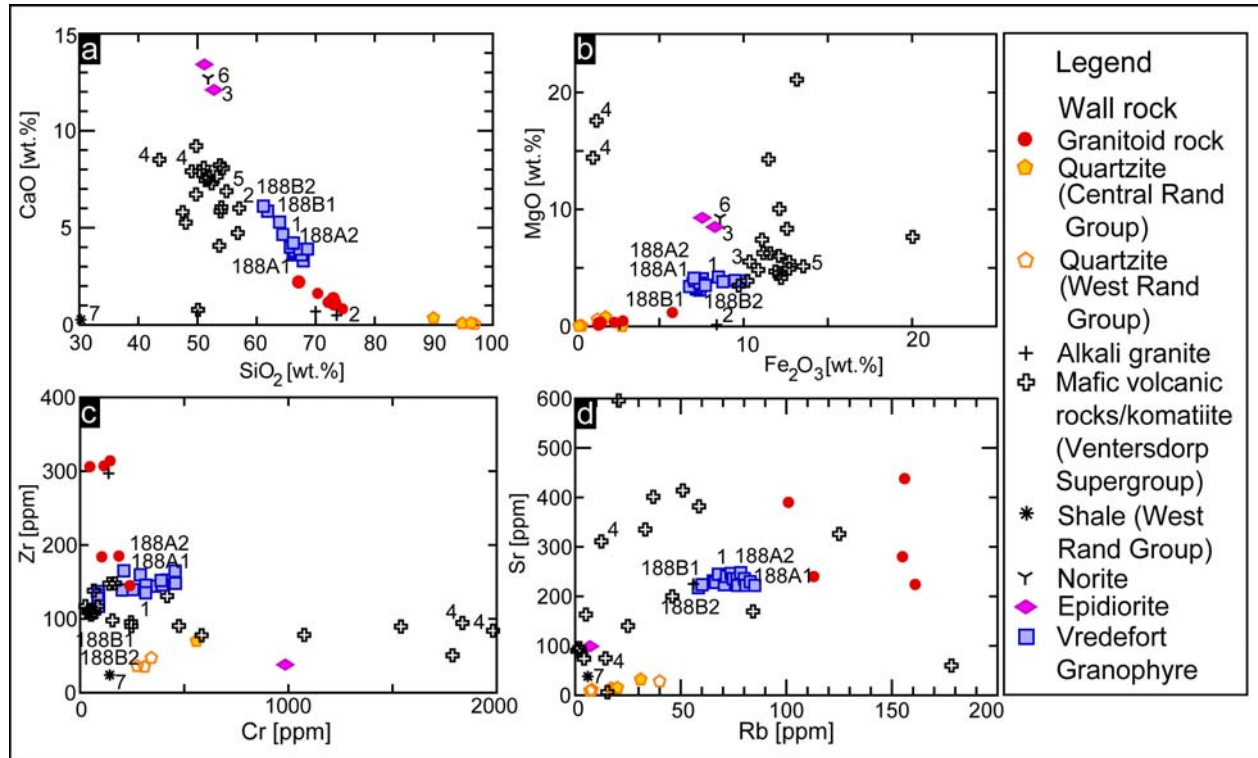 a
15
10
5
0
CaO [wt.%]
30 40 50 60 70 80 90 100
SiO2 [wt.%]
6
3
4 4
5
2
188B2
188B1
1
188A2
188A1
7
2
b
20
10
0
MgO [wt.%]
0 10 20
Fe2O3 [wt.%]
4
4
6
3
3
5
188A2
188A1
1
188B1
188B2
2
c
400
300
200
100
0
Zr [ppm]
0 1000 2000
Cr [ppm]
188A2
188A1
1
188B1
188B2
7
4
4
d
600
500
400
300
200
100
0
Sr [ppm]
0 50 100 150 200
Rb [ppm]
4
188B1
1
188A2
188A1
188B2
4
7
Legend
Wall rock
Granitoid rock
Quartzite
(Central Rand
Group)
Quartzite
(West Rand
Group)
Alkali granite
Mafic volcanic
rocks/komatiite
(Ventersdorp
Supergroup)
Shale (West
Rand Group)
Norite
Epidiorite
Vredefort
Granophyre